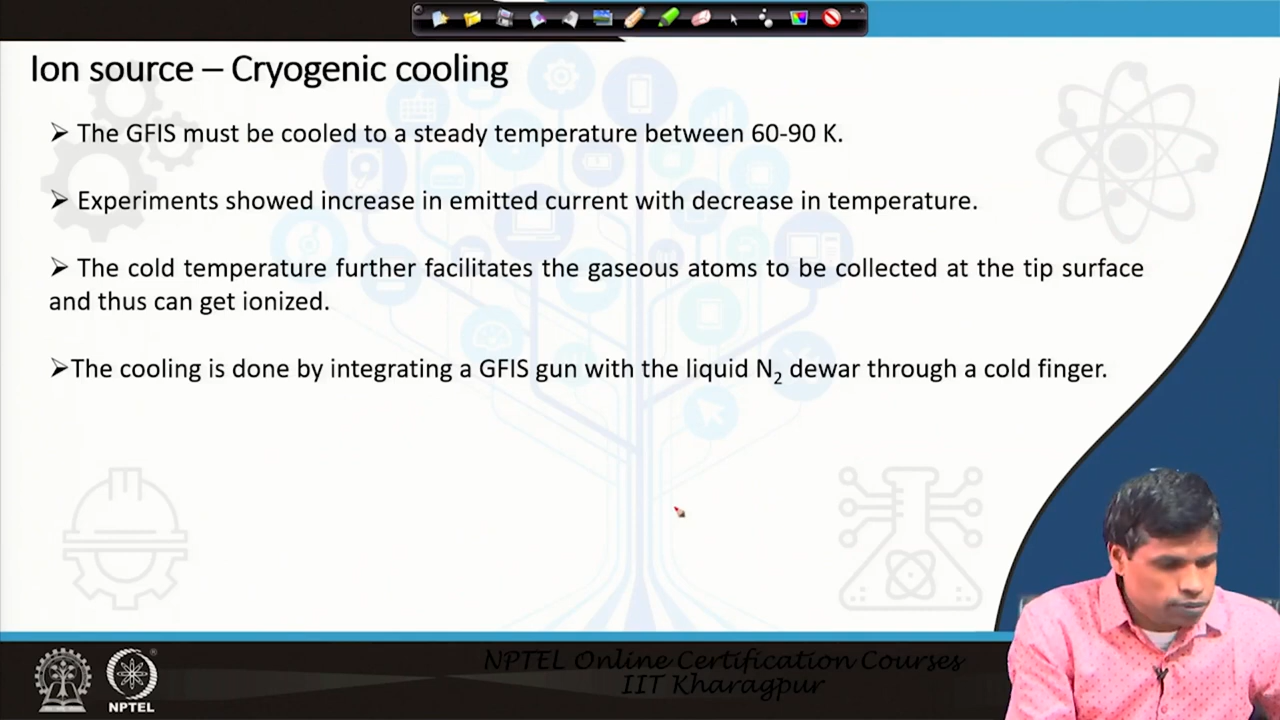 Ion source – Cryogenic cooling
➢ The GFIS must be cooled to a steady temperature between 60-90 K.
➢ Experiments showed increase in emitted current with decrease in temperature.
➢ The cold temperature further facilitates the gaseous atoms to be collected at the tip surface
and thus can get ionized.
➢The cooling is done by integrating a GFIS gun with the liquid N₂ dewar through a cold finger.
NPTEL Online Certification Courses
IIT Kharagpur
NPTEL